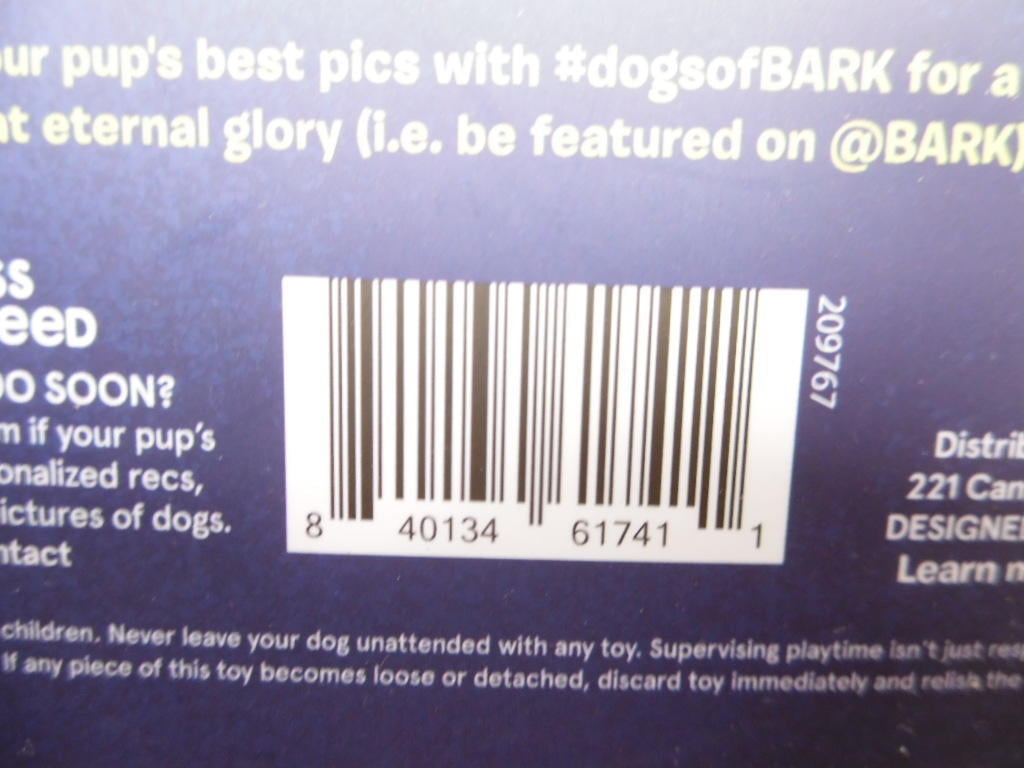 ur pup's best pics with #dogsofBARK for a
t eternal glory (i.e. be featured on @BARK)
SS
eeD
OO SOON?
m if your pup's
onalized recs,
ictures of dogs.
ntact
8 40134 61741 1
209767
Distrib
221 Can
DESIGNED
Learn m
children. Never leave your dog unattended with any toy. Supervising playtime isn't just resp
If any piece of this toy becomes loose or detached, discard toy immediately and relish the